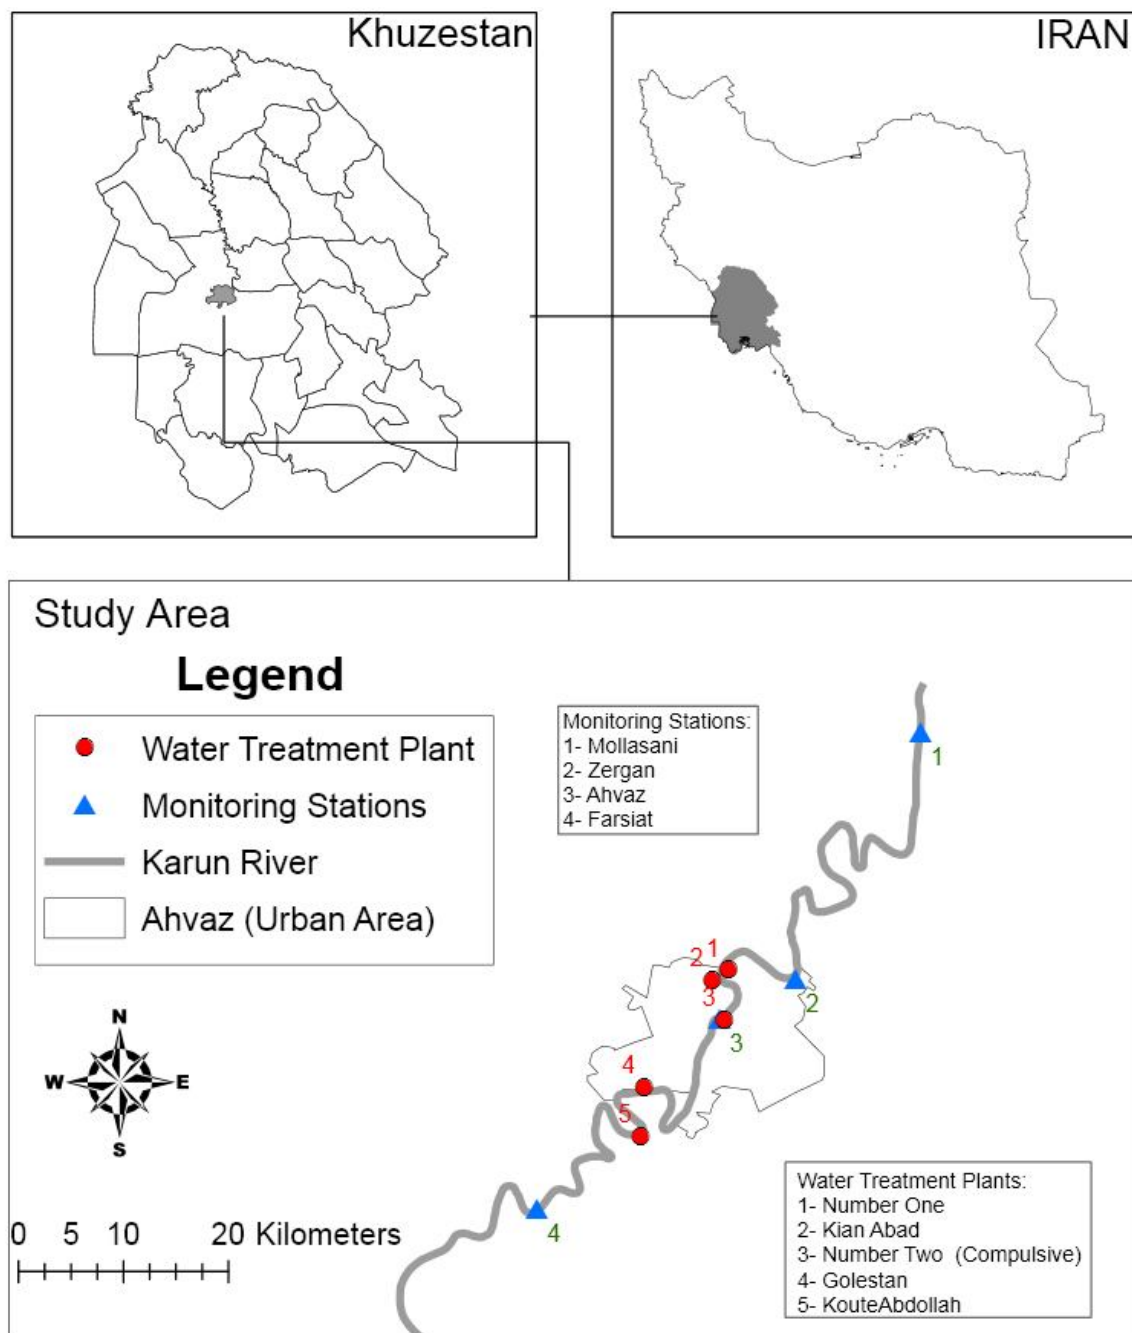 Khuzestan
IRAN
Study Area
Legend
Water Treatment Plant
Monitoring Stations
Karun River
Ahvaz (Urban Area)
Monitoring Stations:
1- Mollasani
2- Zergan
3- Ahvaz
4- Farsiat
1
1
2
2
3
3
4
5
4
N
W E
S
0 5 10 20 Kilometers
Water Treatment Plants:
1- Number One
2- Kian Abad
3- Number Two (Compulsive)
4- Golestan
5- KouteAbdollah